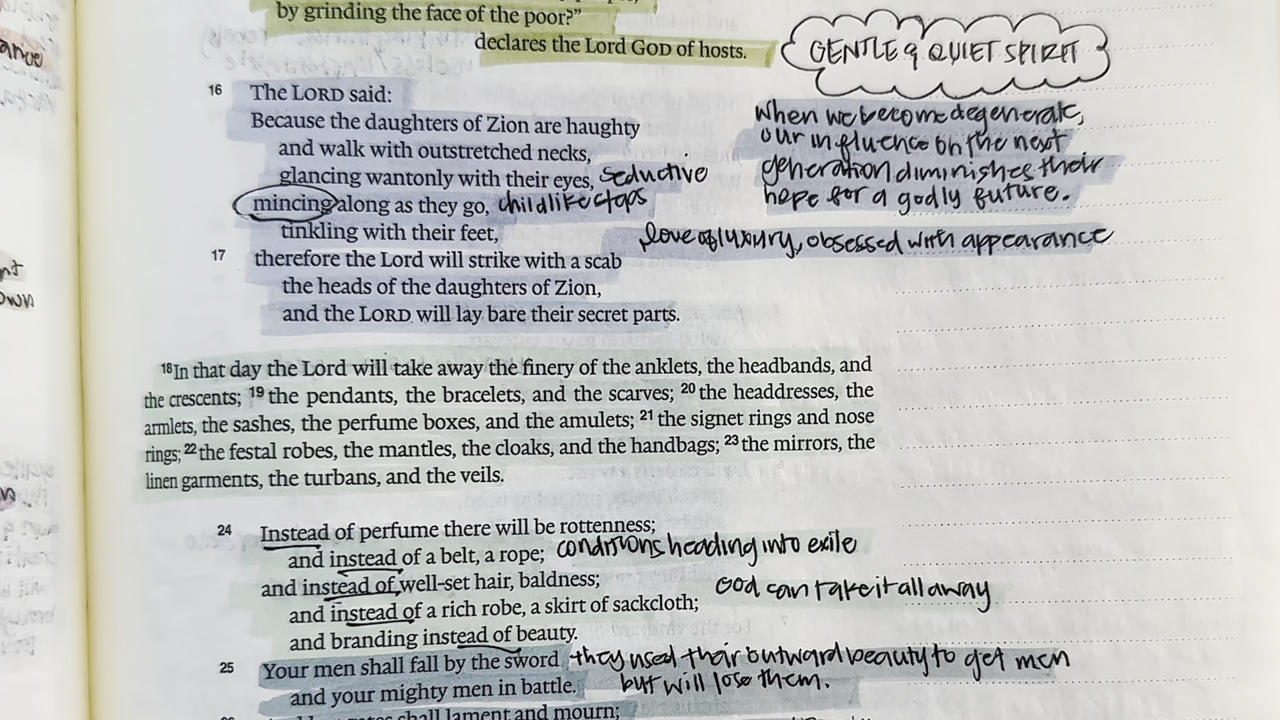 by grinding the face of the poor?”
declares the Lord GOD of hosts.
GENTLE & QUIET SPIRIT
16 The LORD said:
Because the daughters of Zion are haughty
and walk with outstretched necks,
glancing wantonly with their eyes, seductive
mincing along as they go, childlike steps
tinkling with their feet,
when we become degenerate,
our influence on the next
generation diminishes their
hope for a godly future.
love of luxury, obsessed with appearance
17 therefore the Lord will strike with a scab
the heads of the daughters of Zion,
and the LORD will lay bare their secret parts.
18 In that day the Lord will take away the finery of the anklets, the headbands, and
the crescents; 19 the pendants, the bracelets, and the scarves; 20 the headdresses, the
armlets, the sashes, the perfume boxes, and the amulets; 21 the signet rings and nose
rings; 22 the festal robes, the mantles, the cloaks, and the handbags; 23 the mirrors, the
linen garments, the turbans, and the veils.
24 Instead of perfume there will be rottenness;
and instead of a belt, a rope; conditions heading into exile
and instead of well-set hair, baldness; God can take it all away
and instead of a rich robe, a skirt of sackcloth;
and branding instead of beauty.
25 Your men shall fall by the sword they used their outward beauty to get men
and your mighty men in battle. but will lose them.
shall lament and mourn;